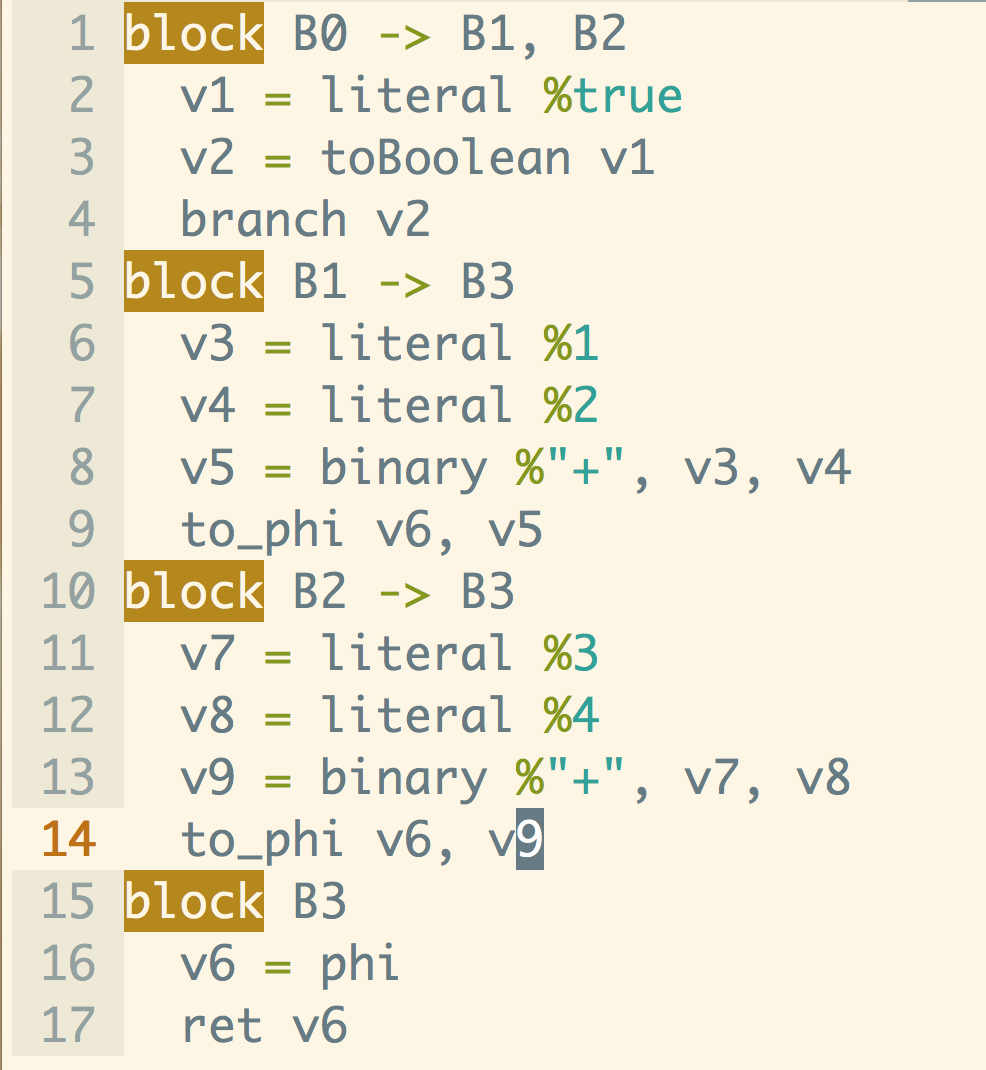 1 block B0 -> B1, B2
2   v1 = literal %true
3   v2 = toBoolean v1
4   branch v2
5 block B1 -> B3
6   v3 = literal %1
7   v4 = literal %2
8   v5 = binary %"+", v3, v4
9   to_phi v6, v5
10 block B2 -> B3
11   v7 = literal %3
12   v8 = literal %4
13   v9 = binary %"+", v7, v8
14   to_phi v6, v9
15 block B3
16   v6 = phi
17   ret v6